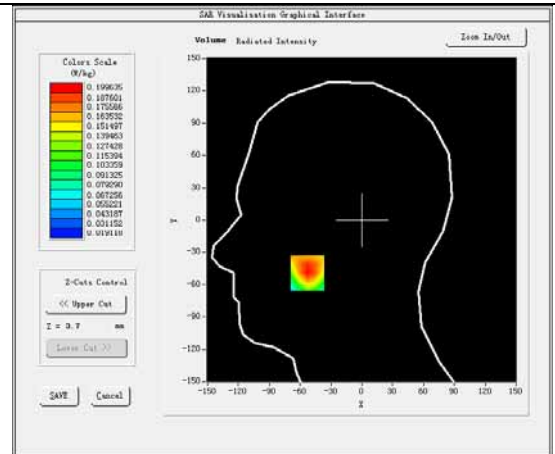 SAR Visualisation Graphical Interface
Volume Radiated Intensity
Zoom In/Out
Colors Scale
(W/kg)
0.199635
0.187601
0.175566
0.163532
0.151497
0.139463
0.127428
0.115394
0.103359
0.091325
0.079290
0.067256
0.055221
0.043187
0.031152
0.019118
Z-Cuts Control
<< Upper Cut
Z = 3.7 mm
Lower Cut >>
SAVE Cancel
150
120
90
60
30
0
-30
-60
-90
-120
-150
Y
-150 -120 -90 -60 -30 0 30 60 90 120 150
X